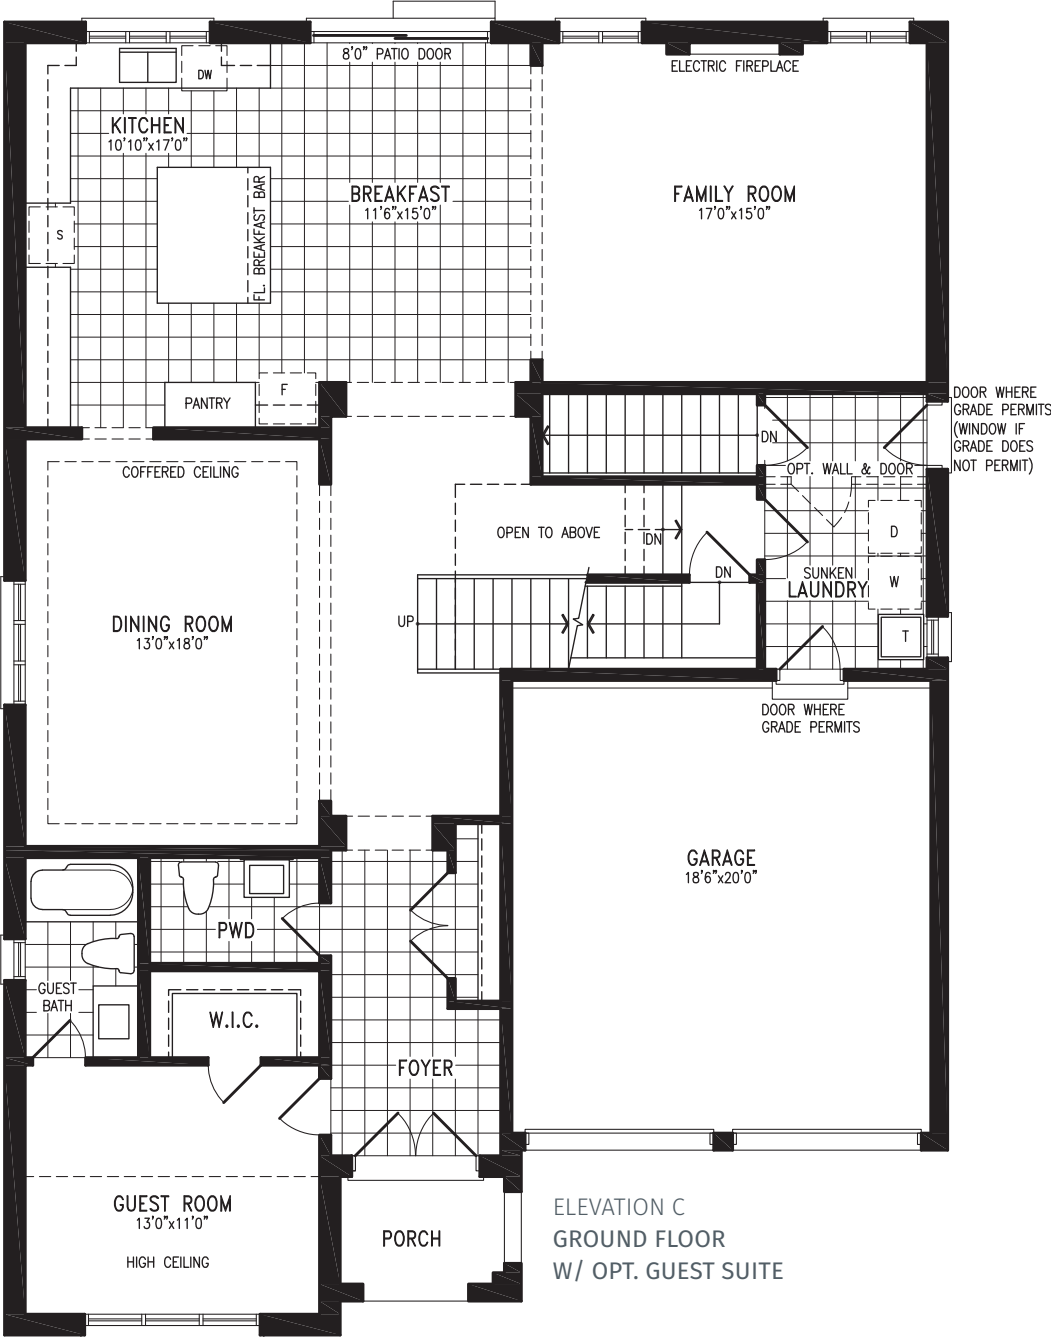 8'0" PATIO DOOR
ELECTRIC FIREPLACE
DW
KITCHEN
10'10"x17'0"
BREAKFAST
11'6"x15'0"
FAMILY ROOM
17'0"x15'0"
S
FL. BREAKFAST BAR
PANTRY
F
DOOR WHERE
GRADE PERMITS
(WINDOW IF
GRADE DOES
NOT PERMIT)
DN
OPT. WALL & DOOR
COFFERED CEILING
OPEN TO ABOVE
DN
D
DN
SUNKEN
LAUNDRY
W
UP
T
DINING ROOM
13'0"x18'0"
DOOR WHERE
GRADE PERMITS
GARAGE
18'6"x20'0"
PWD
GUEST
BATH
W.I.C.
FOYER
GUEST ROOM
13'0"x11'0"
HIGH CEILING
PORCH
ELEVATION C
GROUND FLOOR
W/ OPT. GUEST SUITE